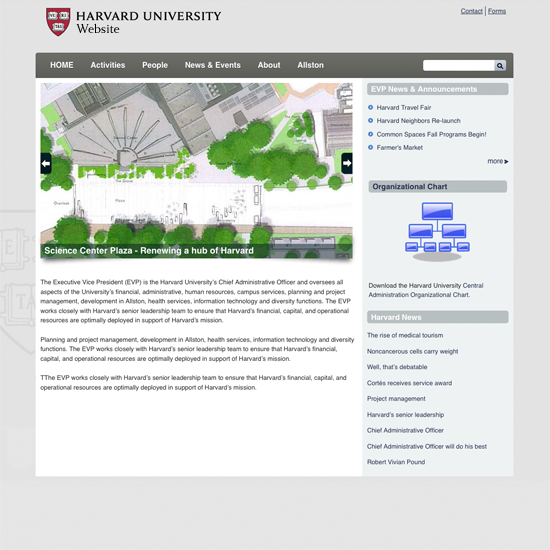 HARVARD UNIVERSITY
Website
Contact | Forms
HOME Activities People News & Events About Allston
Science Center Plaza - Renewing a hub of Harvard
The Executive Vice President (EVP) is the Harvard University's Chief Administrative Officer and oversees all
aspects of the University's financial, administrative, human resources, campus services, planning and project
management, development in Allston, health services, information technology and diversity functions. The EVP
works closely with Harvard's senior leadership team to ensure that Harvard's financial, capital, and operational
resources are optimally deployed in support of Harvard's mission.
Planning and project management, development in Allston, health services, information technology and diversity
functions. The EVP works closely with Harvard's senior leadership team to ensure that Harvard's financial,
capital, and operational resources are optimally deployed in support of Harvard's mission.
TThe EVP works closely with Harvard's senior leadership team to ensure that Harvard's financial, capital, and
operational resources are optimally deployed in support of Harvard's mission.
EVP News & Announcements
Harvard Travel Fair
Harvard Neighbors Re-launch
Common Spaces Fall Programs Begin!
Farmer's Market
more
Organizational Chart
Download the Harvard University Central
Administration Organizational Chart.
Harvard News
The rise of medical tourism
Noncancerous cells carry weight
Well, that's debatable
Cortés receives service award
Project management
Harvard's senior leadership
Chief Administrative Officer
Chief Administrative Officer will do his best
Robert Vivian Pound